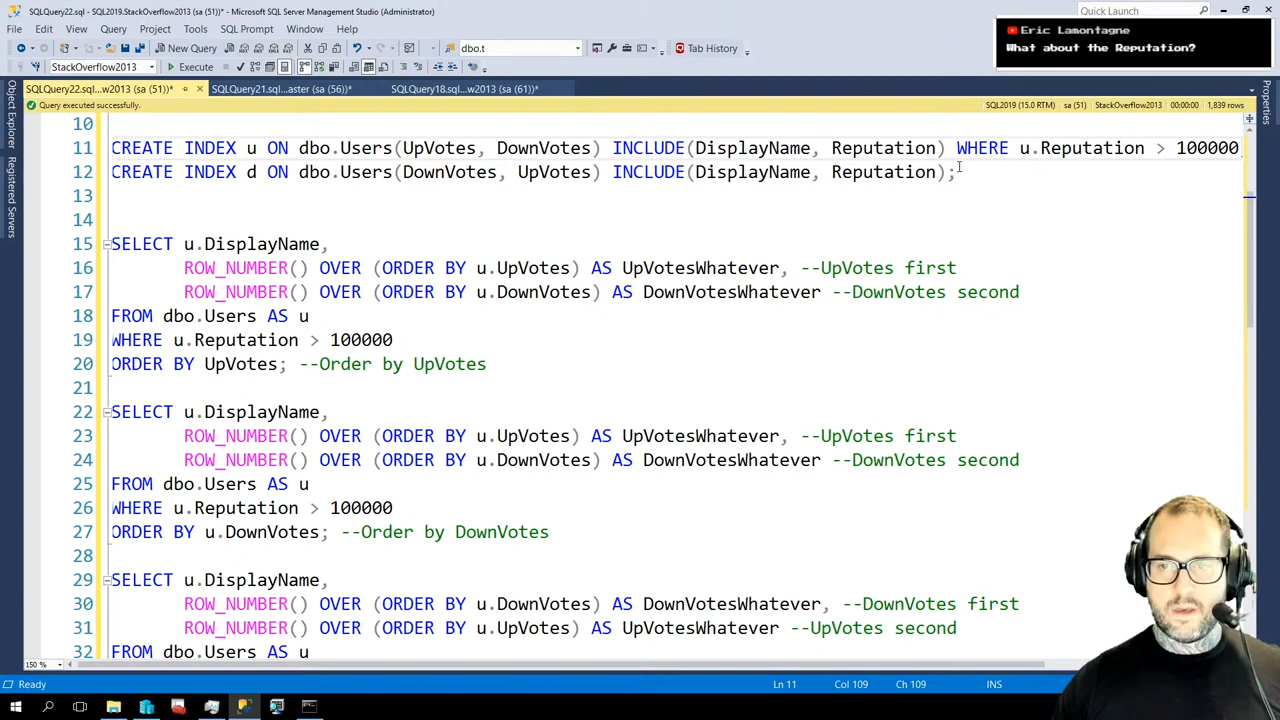 SQLQuery22.sql - SQL2019.StackOverflow2013 (sa (51))* - Microsoft SQL Server Management Studio (Administrator)
Quick Launch
File Edit View Query Project Tools SQL Prompt Window Help
Eric Lamontagne
What about the Reputation?
New Query
dbo.t
Tab History
StackOverflow2013
Execute
SQLQuery22.sql...w2013 (sa (51))*
SQLQuery21.sql...aster (sa (56))*
SQLQuery18.sql...w2013 (sa (61))*
Query executed successfully.
SQL2019 (15.0 RTM)
sa (51)
StackOverflow2013
00:00:00
1,839 rows
Object Explorer
Registered Servers
Properties
10
11 CREATE INDEX u ON dbo.Users(UpVotes, DownVotes) INCLUDE(DisplayName, Reputation) WHERE u.Reputation > 100000
12 CREATE INDEX d ON dbo.Users(DownVotes, UpVotes) INCLUDE(DisplayName, Reputation);
13
14
15 SELECT u.DisplayName,
16 ROW_NUMBER() OVER (ORDER BY u.UpVotes) AS UpVotesWhatever, --UpVotes first
17 ROW_NUMBER() OVER (ORDER BY u.DownVotes) AS DownVotesWhatever --DownVotes second
18 FROM dbo.Users AS u
19 WHERE u.Reputation > 100000
20 ORDER BY UpVotes; --Order by UpVotes
21
22 SELECT u.DisplayName,
23 ROW_NUMBER() OVER (ORDER BY u.UpVotes) AS UpVotesWhatever, --UpVotes first
24 ROW_NUMBER() OVER (ORDER BY u.DownVotes) AS DownVotesWhatever --DownVotes second
25 FROM dbo.Users AS u
26 WHERE u.Reputation > 100000
27 ORDER BY u.DownVotes; --Order by DownVotes
28
29 SELECT u.DisplayName,
30 ROW_NUMBER() OVER (ORDER BY u.DownVotes) AS DownVotesWhatever, --DownVotes first
31 ROW_NUMBER() OVER (ORDER BY u.UpVotes) AS UpVotesWhatever --UpVotes second
32 FROM dbo.Users AS u
150 %
Ready
Ln 11
Col 109
Ch 109
INS